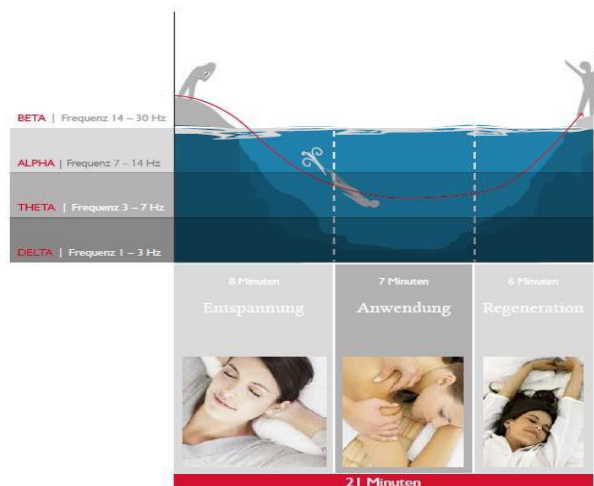 BETA | Frequenz 14 – 30 Hz
ALPHA | Frequenz 7 – 14 Hz
THETA | Frequenz 3 – 7 Hz
DELTA | Frequenz 1 – 3 Hz
8 Minuten
Entspannung
7 Minuten
Anwendung
6 Minuten
Regeneration
21 Minuten